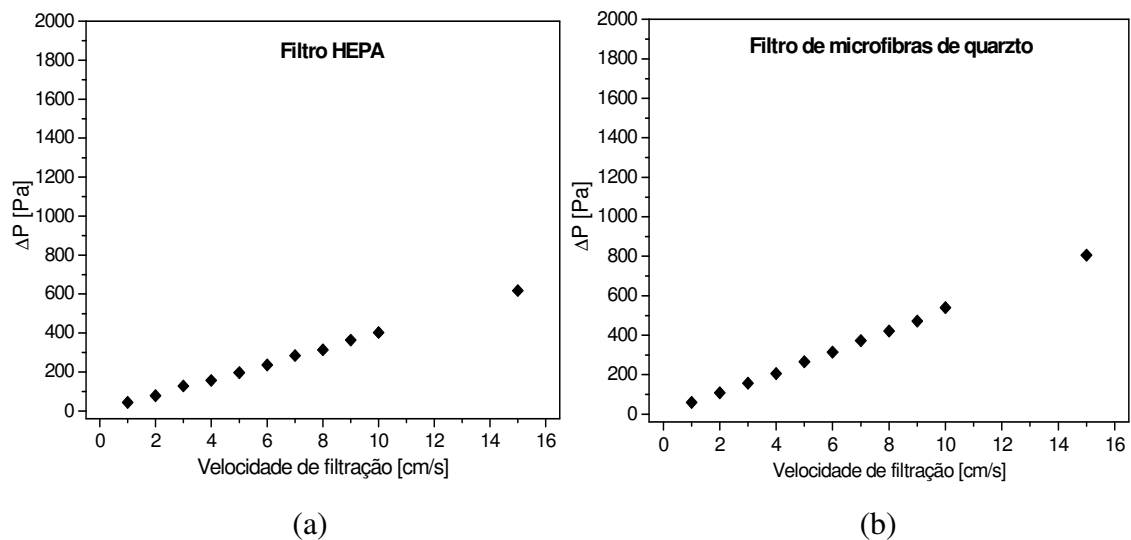 Filtro HEPA
2000
1800
1600
1400
1200
1000
800
600
400
200
0
ΔP [Pa]
0 2 4 6 8 10 12 14 16
Velocidade de filtração [cm/s]
(a)
Filtro de microfibras de quarzto
2000
1800
1600
1400
1200
1000
800
600
400
200
0
ΔP [Pa]
0 2 4 6 8 10 12 14 16
Velocidade de filtração [cm/s]
(b)